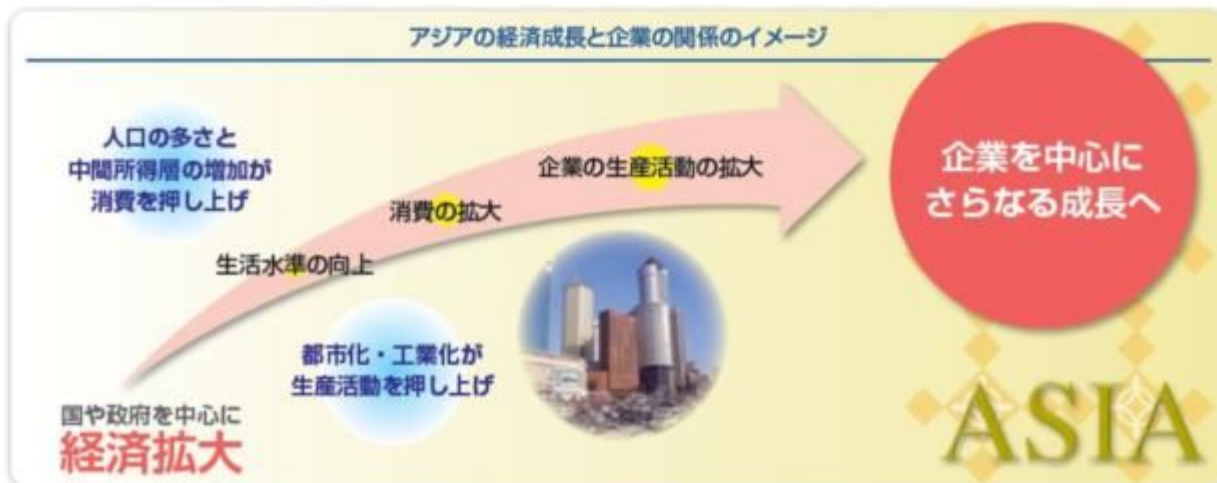 アジアの経済成長と企業の関係のイメージ
人口の多さと
中間所得層の増加が
消費を押し上げ
企業の生産活動の拡大
消費の拡大
生活水準の向上
企業を中心に
さらなる成長へ
都市化・工業化が
生産活動を押し上げ
国や政府を中心に
経済拡大
ASIA